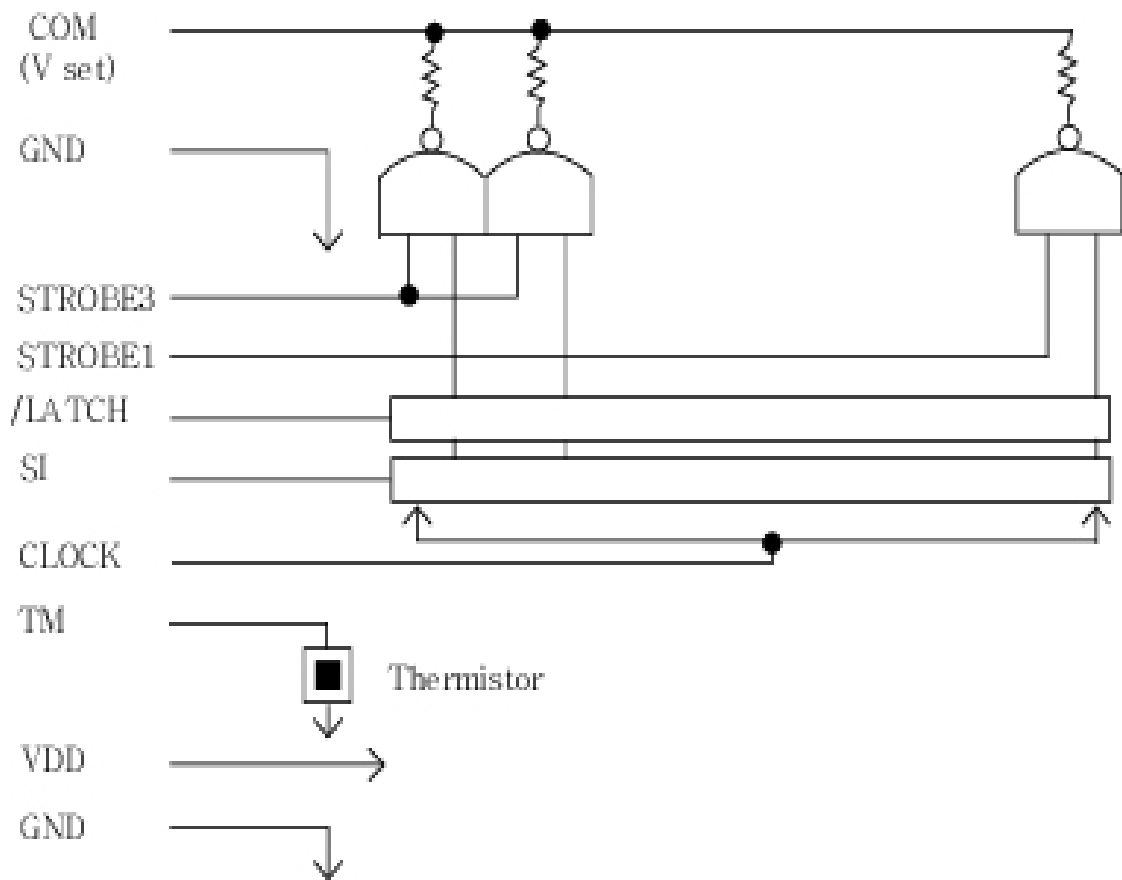 COM
(V set)
GND
STROBE3
STROBE1
/LATCH
SI
CLOCK
TM
Thermistor
VDD
GND